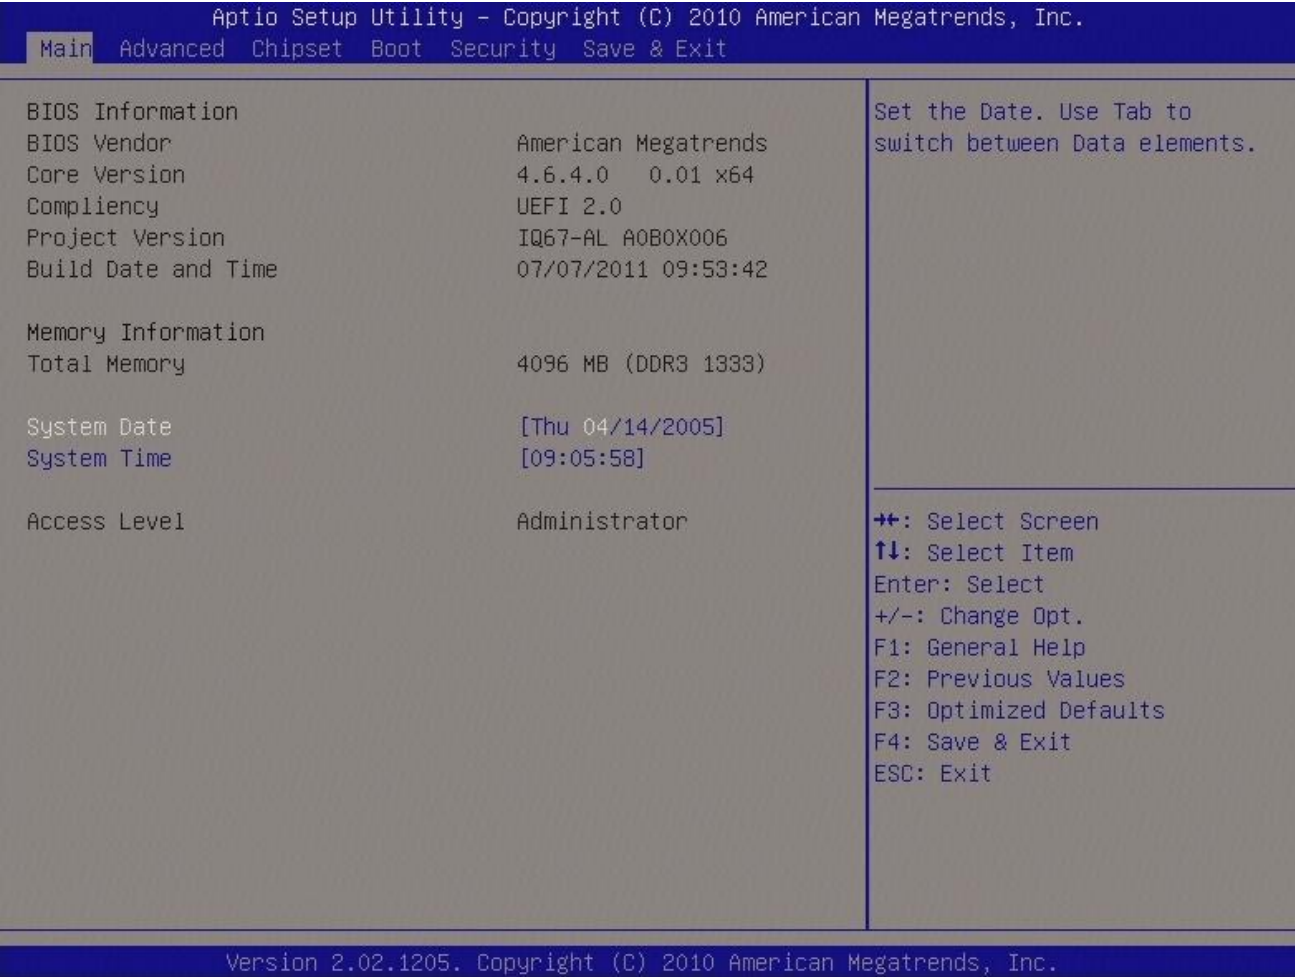 Aptio Setup Utility – Copyright (C) 2010 American Megatrends, Inc.
Main Advanced Chipset Boot Security Save & Exit
BIOS Information
BIOS Vendor American Megatrends
Core Version 4.6.4.0 0.01 x64
Compliency UEFI 2.0
Project Version IQ67-AL A0B0X006
Build Date and Time 07/07/2011 09:53:42
Memory Information
Total Memory 4096 MB (DDR3 1333)
System Date [Thu 04/14/2005]
System Time [09:05:58]
Access Level Administrator
Set the Date. Use Tab to
switch between Data elements.
→←: Select Screen
↑↓: Select Item
Enter: Select
+/-: Change Opt.
F1: General Help
F2: Previous Values
F3: Optimized Defaults
F4: Save & Exit
ESC: Exit
Version 2.02.1205. Copyright (C) 2010 American Megatrends, Inc.